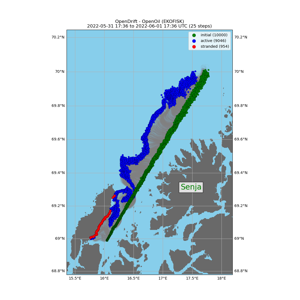 OpenDrift - OpenOil (EKOFISK)
2022-05-31 17:36 to 2022-06-01 17:36 UTC (25 steps)
initial (10000)
active (9046)
stranded (954)
70.2°N
70.2°N
70°N
70°N
69.8°N
69.8°N
69.6°N
69.6°N
69.4°N
69.4°N
Senja
69.2°N
69.2°N
69°N
69°N
68.8°N
68.8°N
15.5°E
16°E
16.5°E
17°E
17.5°E
18°E